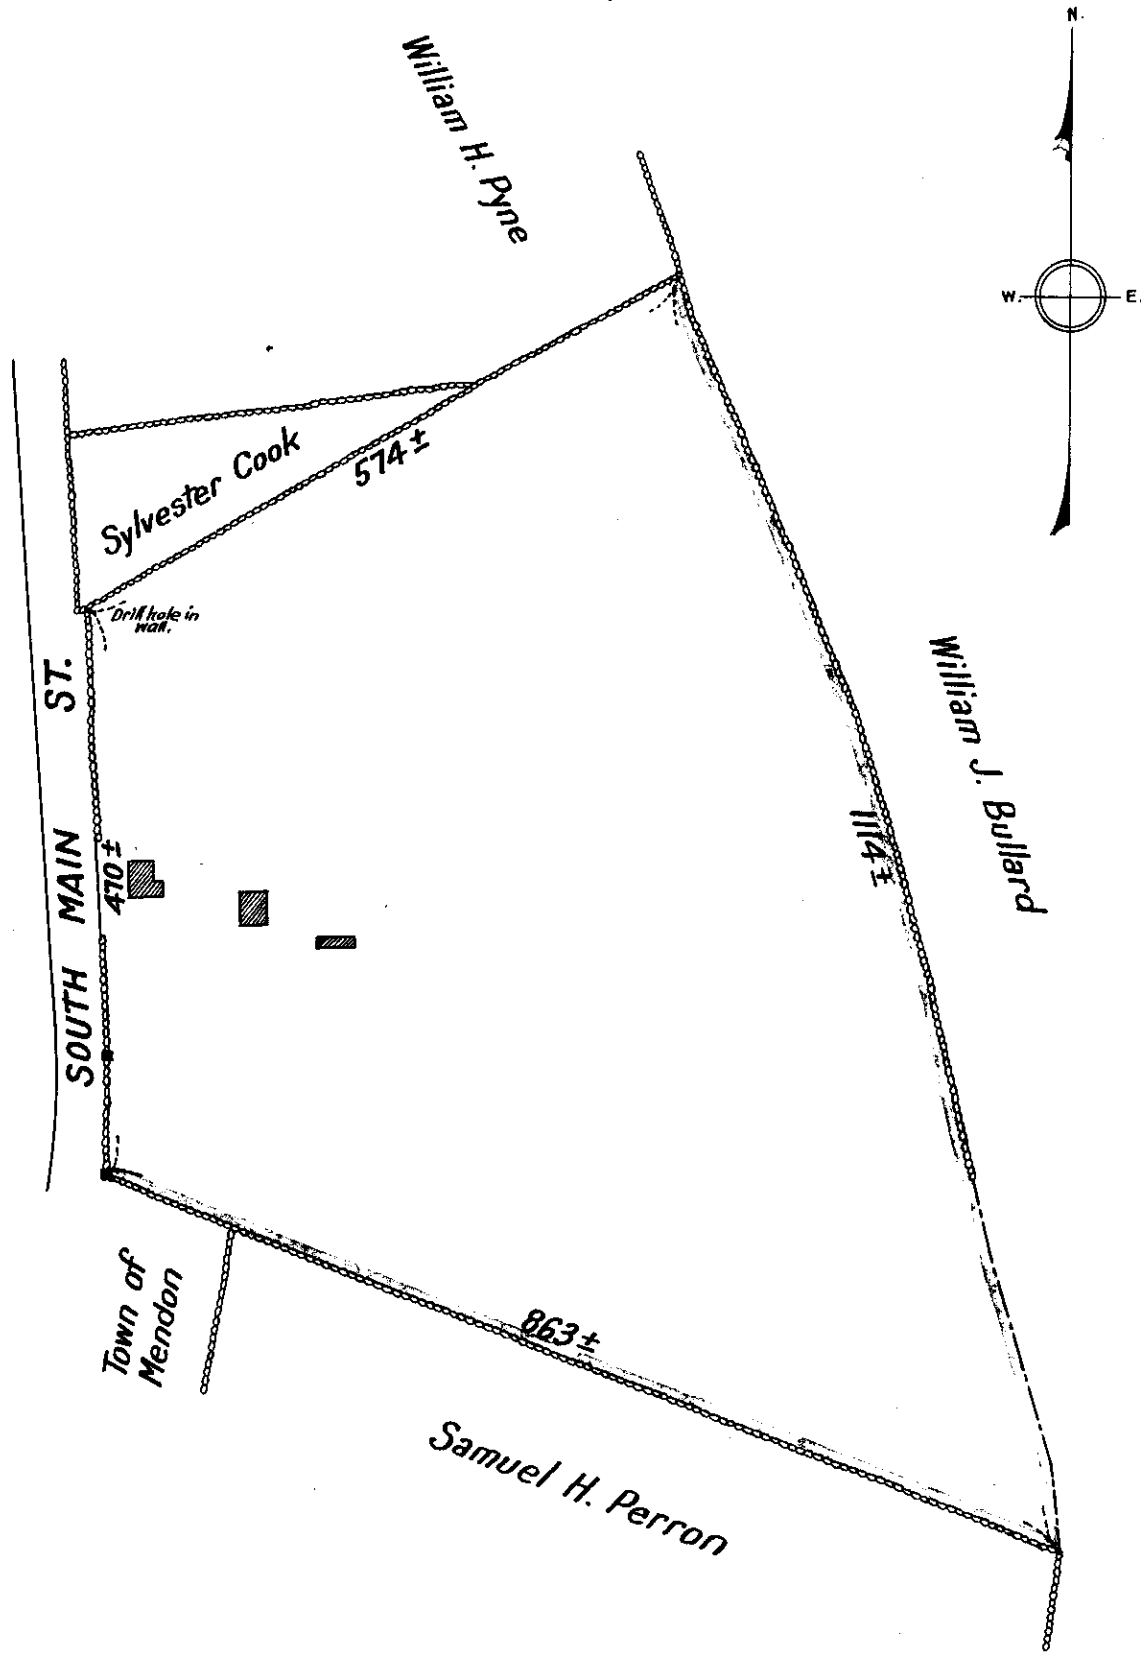 N.
William H. Pyne
W.
E.
Sylvester Cook
574±
Drill hole in
wall.
SOUTH MAIN ST.
470±
William J. Bullard
1114±
Town of
Mendon
863±
Samuel H. Perron